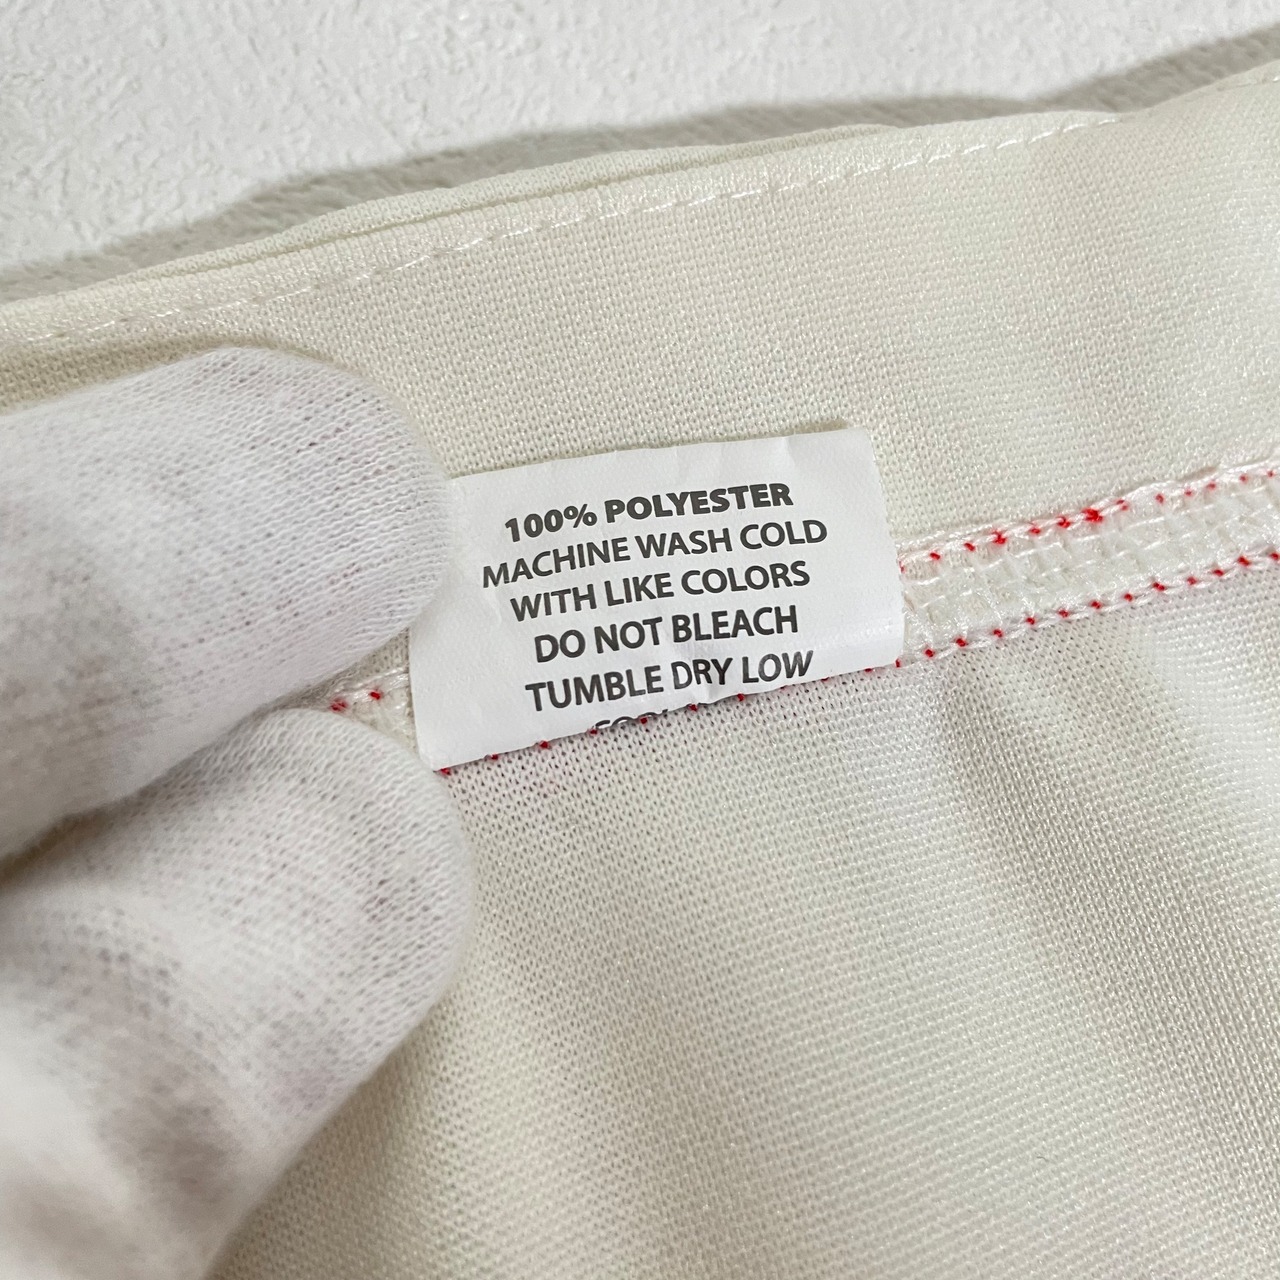 100% POLYESTER
MACHINE WASH COLD
WITH LIKE COLORS
DO NOT BLEACH
TUMBLE DRY LOW